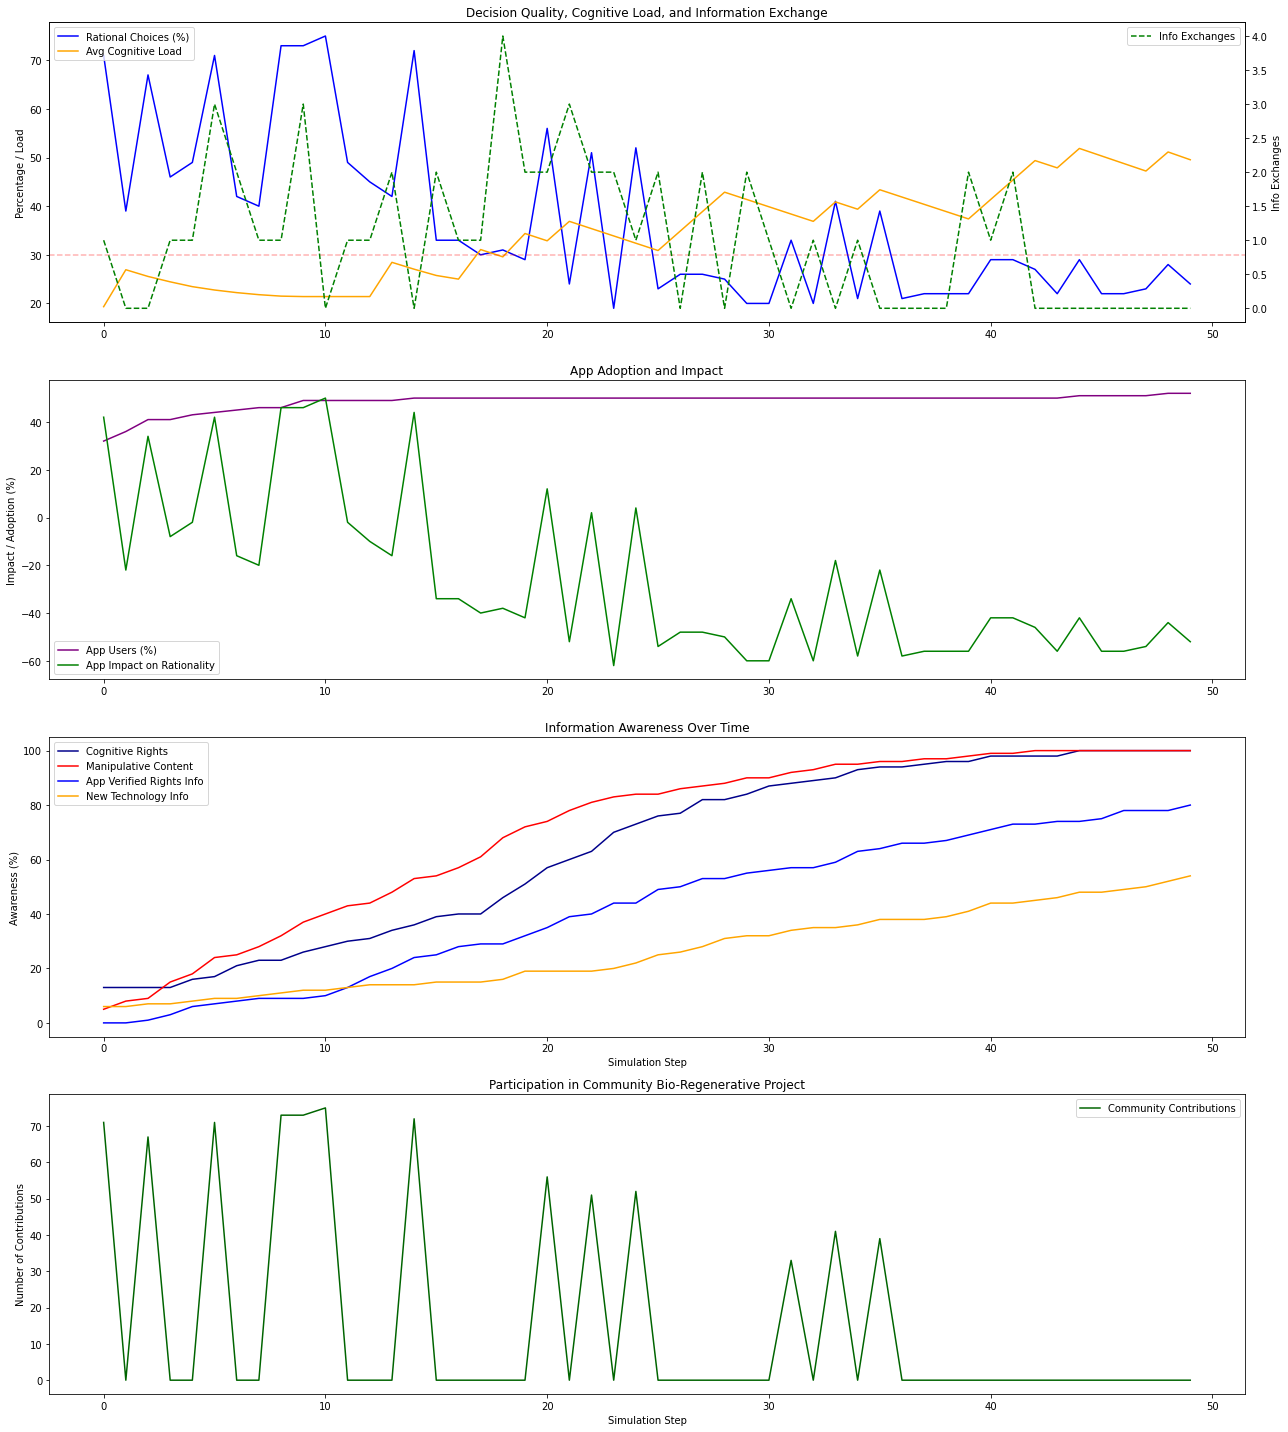 Decision Quality, Cognitive Load, and Information Exchange
Rational Choices (%)
Avg Cognitive Load
Info Exchanges
Percentage / Load
70
60
50
40
30
20
4.0
3.5
3.0
2.5
2.0
1.5
1.0
0.5
0.0
Info Exchanges
0
10
20
30
40
50
App Adoption and Impact
Impact / Adoption (%)
40
20
0
−20
−40
−60
App Users (%)
App Impact on Rationality
0
10
20
30
40
50
Information Awareness Over Time
Cognitive Rights
Manipulative Content
App Verified Rights Info
New Technology Info
Awareness (%)
100
80
60
40
20
0
0
10
20
30
40
50
Simulation Step
Participation in Community Bio-Regenerative Project
Community Contributions
Number of Contributions
70
60
50
40
30
20
10
0
0
10
20
30
40
50
Simulation Step